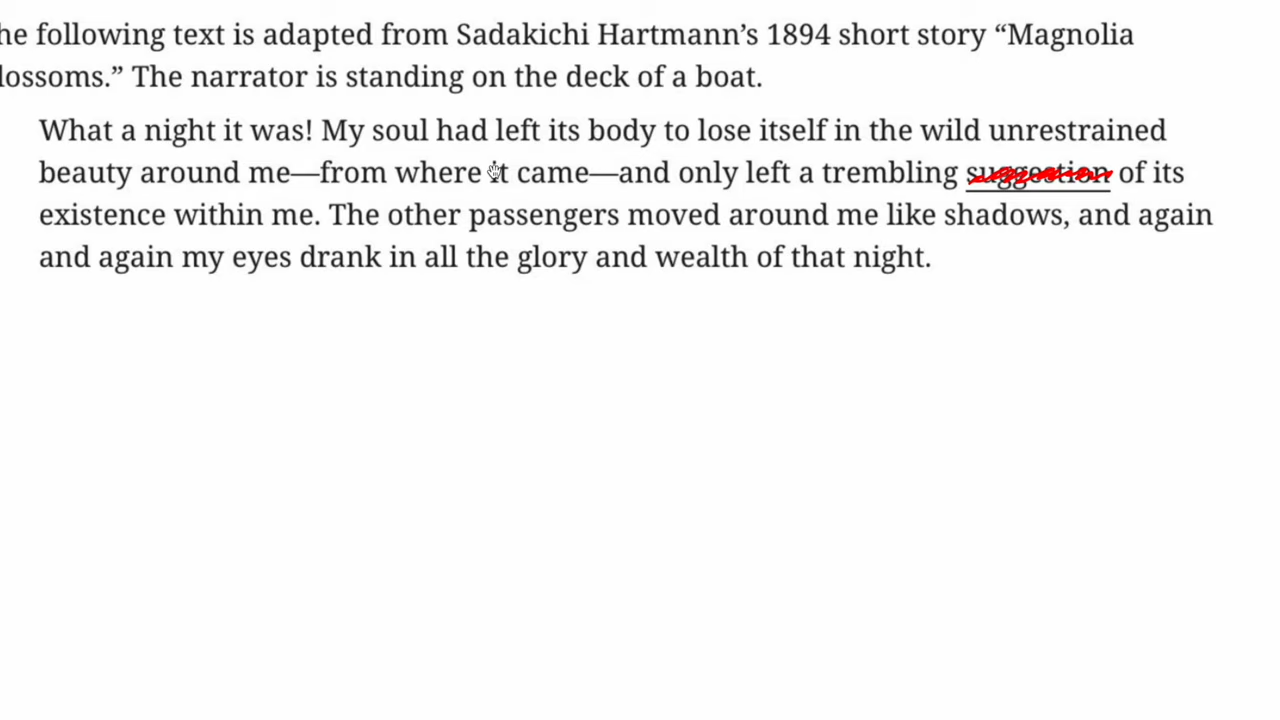 he following text is adapted from Sadakichi Hartmann’s 1894 short story “Magnolia
lossoms.” The narrator is standing on the deck of a boat.
What a night it was! My soul had left its body to lose itself in the wild unrestrained
beauty around me—from where it came—and only left a trembling suggestion of its
existence within me. The other passengers moved around me like shadows, and again
and again my eyes drank in all the glory and wealth of that night.